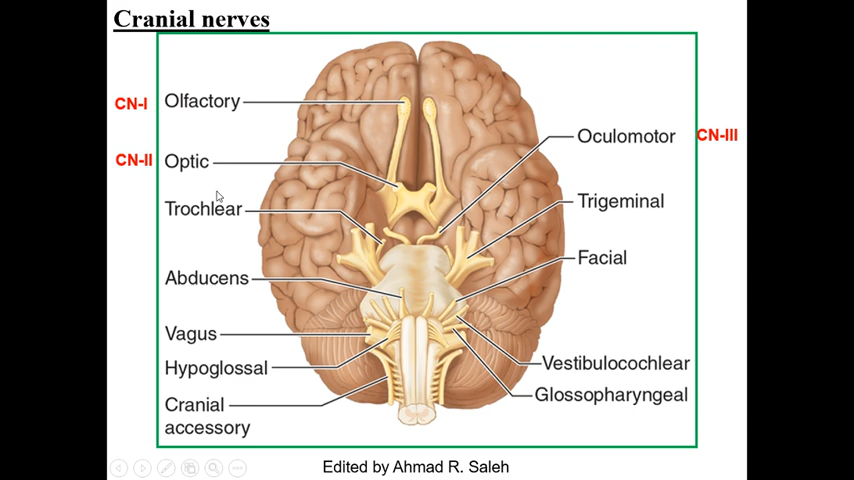 Cranial nerves
CN-I
Olfactory
Oculomotor
CN-III
CN-II
Optic
Trochlear
Trigeminal
Facial
Abducens
Vagus
Hypoglossal
Vestibulocochlear
Glossopharyngeal
Cranial
accessory
Edited by Ahmad R. Saleh